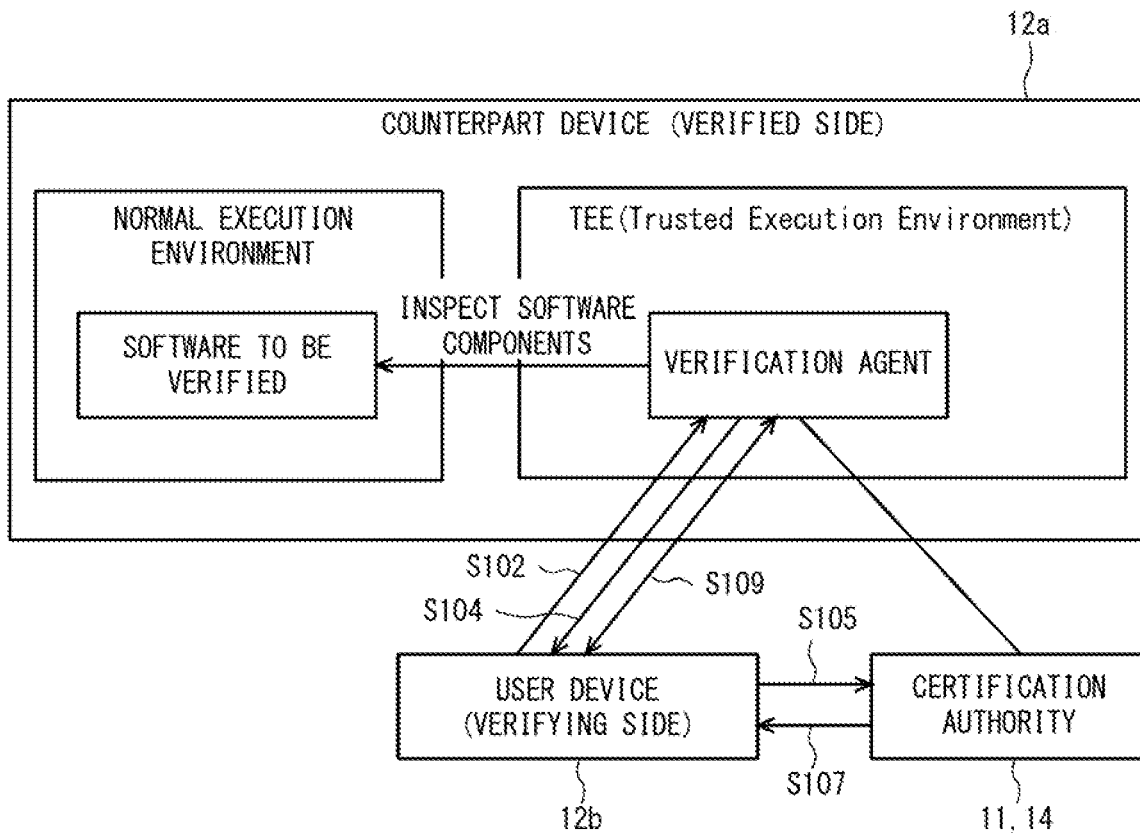 12a
COUNTERPART DEVICE (VERIFIED SIDE)
NORMAL EXECUTION
ENVIRONMENT
TEE(Trusted Execution Environment)
INSPECT SOFTWARE
COMPONENTS
SOFTWARE TO BE
VERIFIED
VERIFICATION AGENT
S102
S104
S109
S105
USER DEVICE
(VERIFYING SIDE)
CERTIFICATION
AUTHORITY
S107
12b
11, 14